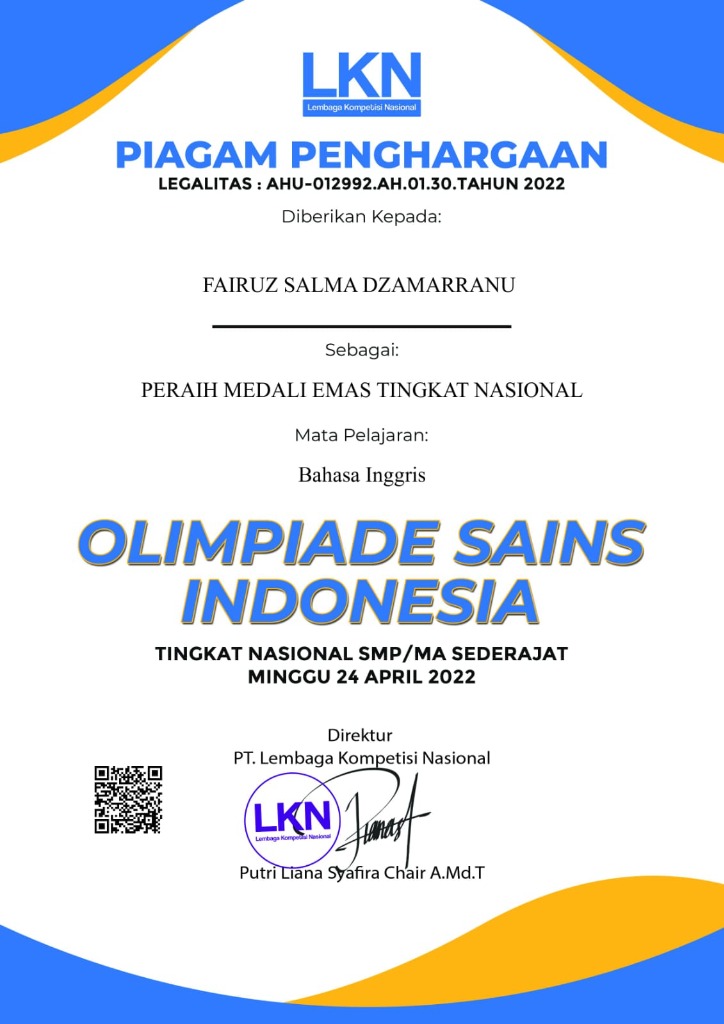 LKN
Lembaga Kompetisi Nasional
PIAGAM PENGHARGAAN
LEGALITAS : AHU-012992.AH.01.30.TAHUN 2022
Diberikan Kepada:
FAIRUZ SALMA DZAMARRANU
Sebagai:
PERAIH MEDALI EMAS TINGKAT NASIONAL
Mata Pelajaran:
Bahasa Inggris
OLIMPIADE SAINS
INDONESIA
TINGKAT NASIONAL SMP/MA SEDERAJAT
MINGGU 24 APRIL 2022
Direktur
PT. Lembaga Kompetisi Nasional
LKN
Lembaga Kompetisi Nasional
Putri Liana Syafira Chair A.Md.T